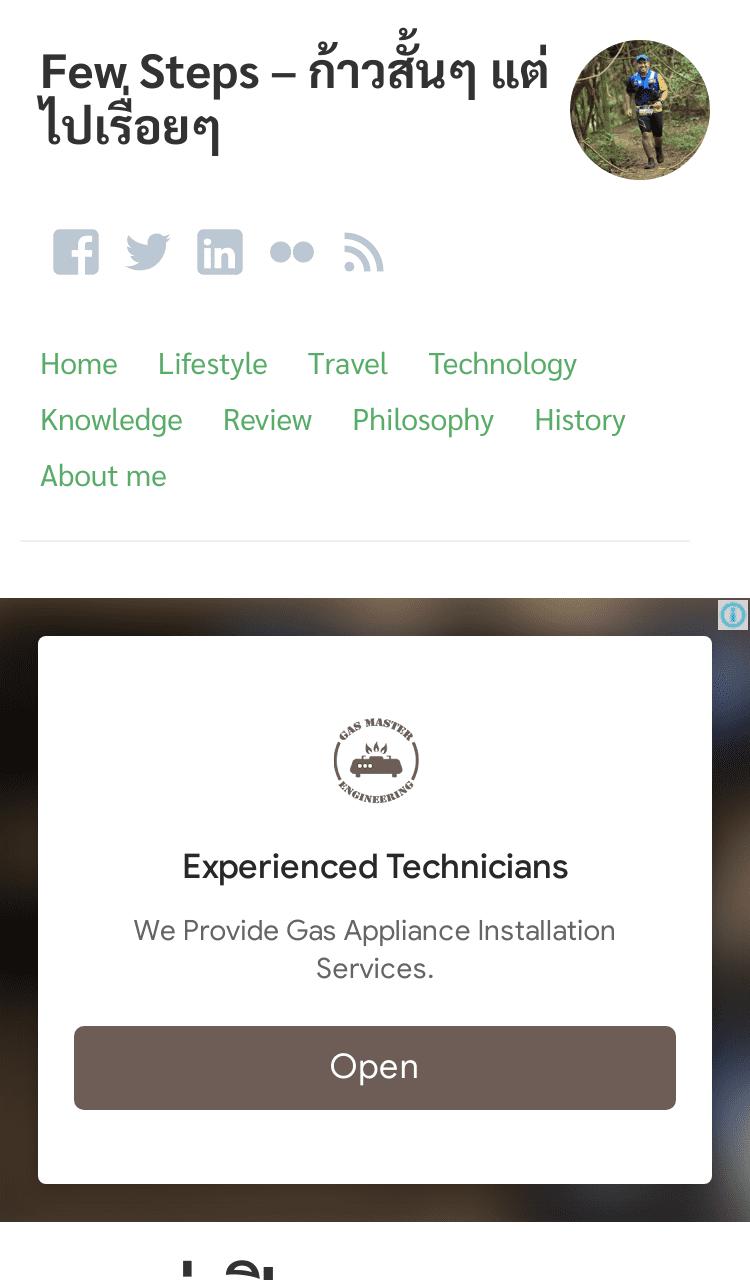 Few Steps – ก้าวสั้นๆ แต่
ไปเรื่อยๆ
Home Lifestyle Travel Technology
Knowledge Review Philosophy History
About me
GAS MASTER
ENGINEERING
Experienced Technicians
We Provide Gas Appliance Installation
Services.
Open